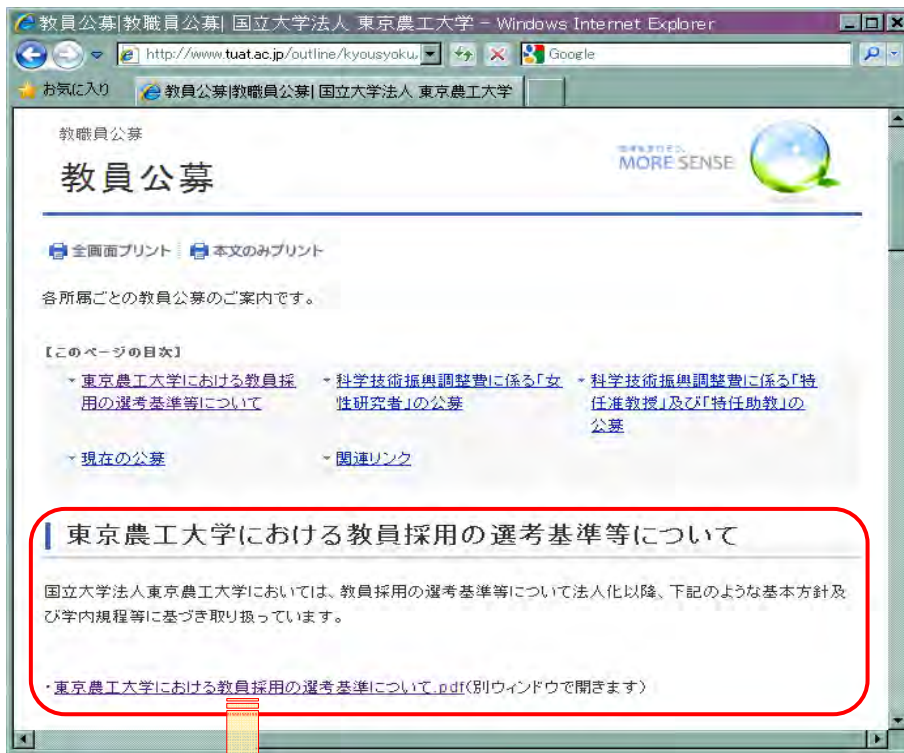 教員公募|教職員公募| 国立大学法人 東京農工大学 - Windows Internet Explorer
http://www.tuat.ac.jp/outline/kyousyoku.
Google
お気に入り
教員公募|教職員公募| 国立大学法人 東京農工大学
教職員公募
教員公募
MORE SENSE
全画面プリント
本文のみプリント
各所属ごとの教員公募のご案内です。
【このページの目次】
東京農工大学における教員採
用の選考基準等について
科学技術振興調整費に係る「女
性研究者」の公募
科学技術振興調整費に係る「特
任准教授」及び「特任助教」の
公募
現在の公募
関連リンク
東京農工大学における教員採用の選考基準等について
国立大学法人東京農工大学においては、教員採用の選考基準等について法人化以降、下記のような基本方針及
び学内規程等に基づき取り扱っています。
・東京農工大学における教員採用の選考基準について.pdf(別ウィンドウで開きます)